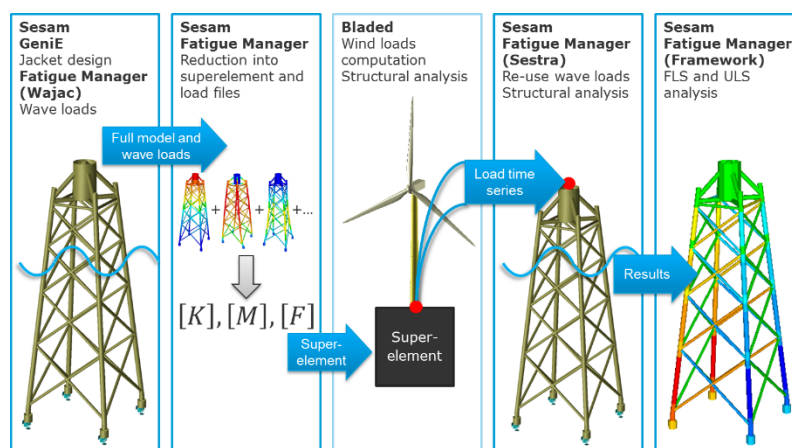 Sesam
GeniE
Jacket design
Fatigue Manager
(Wajac)
Wave loads
Full model and
wave loads
Sesam
Fatigue Manager
Reduction into
superelement and
load files
+ + +...
[K], [M], [F]
Super-
element
Bladed
Wind loads
computation
Structural analysis
Super-
element
Load time
series
Sesam
Fatigue Manager
(Sestra)
Re-use wave loads
Structural analysis
Results
Sesam
Fatigue Manager
(Framework)
FLS and ULS
analysis